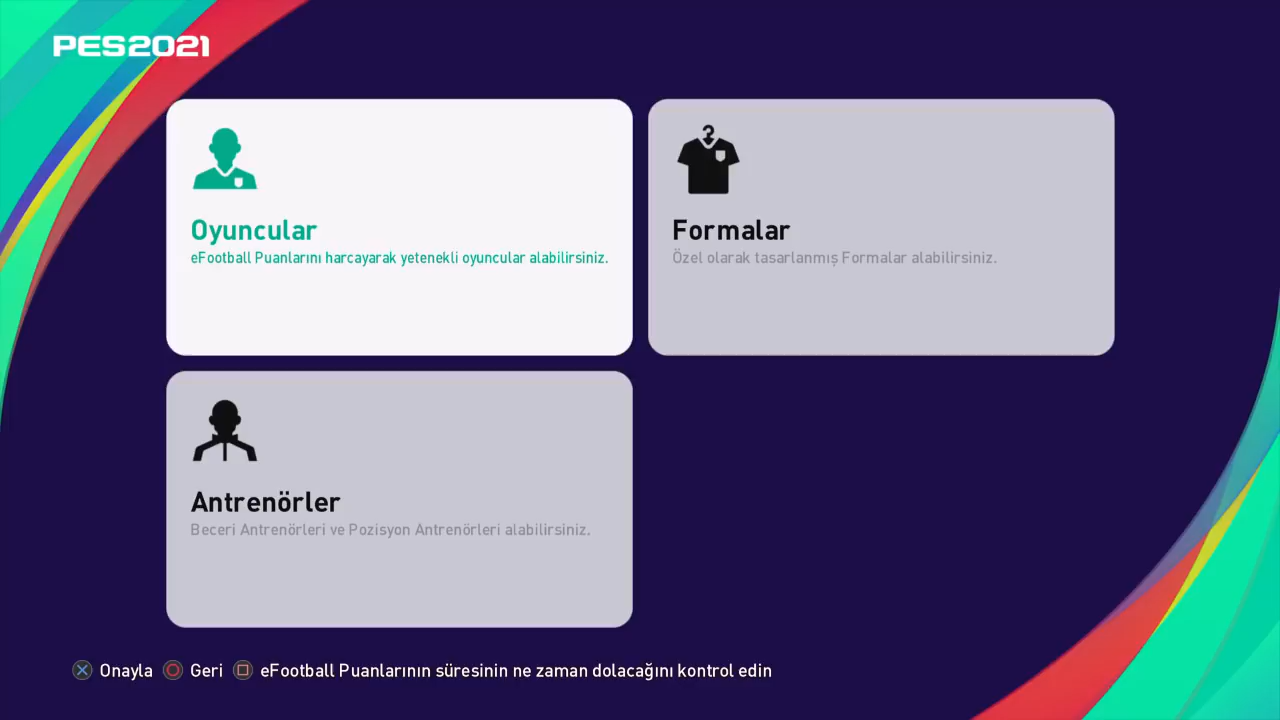 PES2021
Oyuncular
eFootball Puanlarını harcayarak yetenekli oyuncular alabilirsiniz.
Formalar
Özel olarak tasarlanmış Formalar alabilirsiniz.
Antrenörler
Beceri Antrenörleri ve Pozisyon Antrenörleri alabilirsiniz.
Onayla Geri eFootball Puanlarının süresinin ne zaman dolacağını kontrol edin